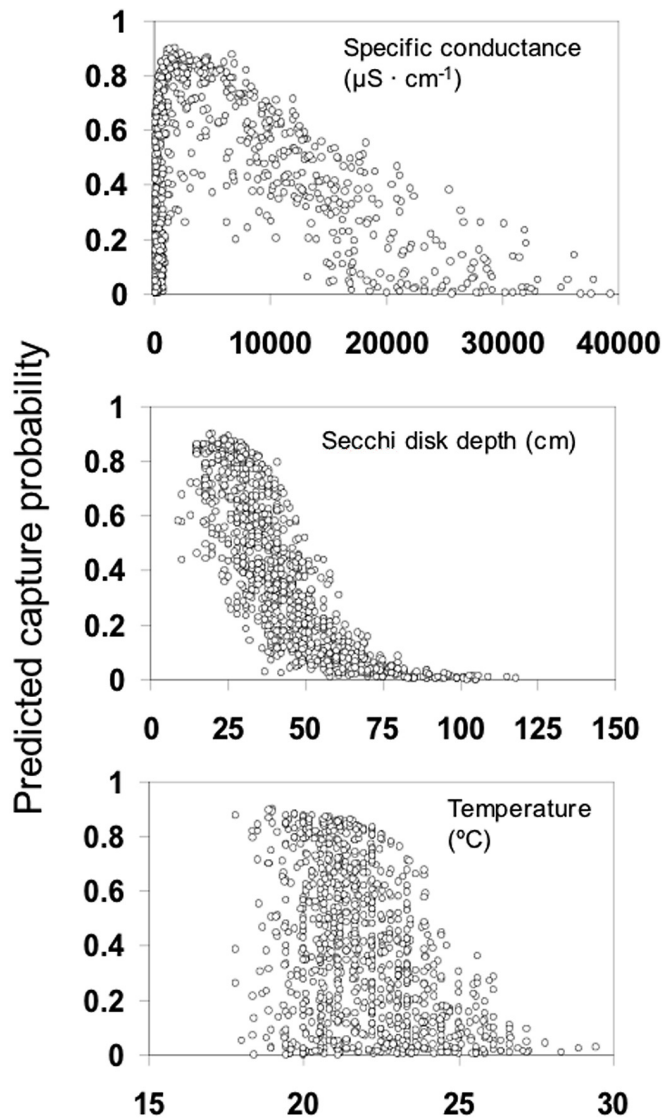 Predicted capture probability
1
Specific conductance
(µS · cm-1)
0.8
0.6
0.4
0.2
0
0 10000 20000 30000 40000
1
Secchi disk depth (cm)
0.8
0.6
0.4
0.2
0
0 25 50 75 100 125 150
1
Temperature
(ºC)
0.8
0.6
0.4
0.2
0
15 20 25 30